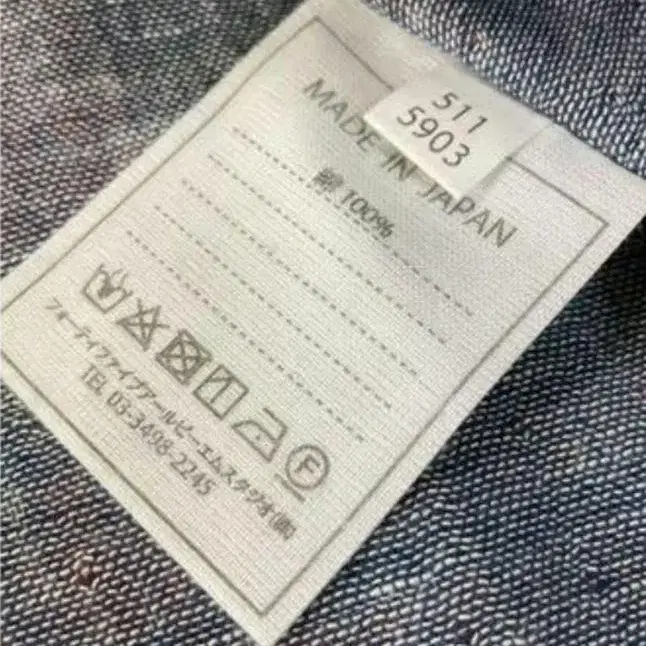 511
5903
MADE IN JAPAN
綿 100%
F
フォーティファイブアールピーエムスタジオ(株)
TEL 03-3498-2245